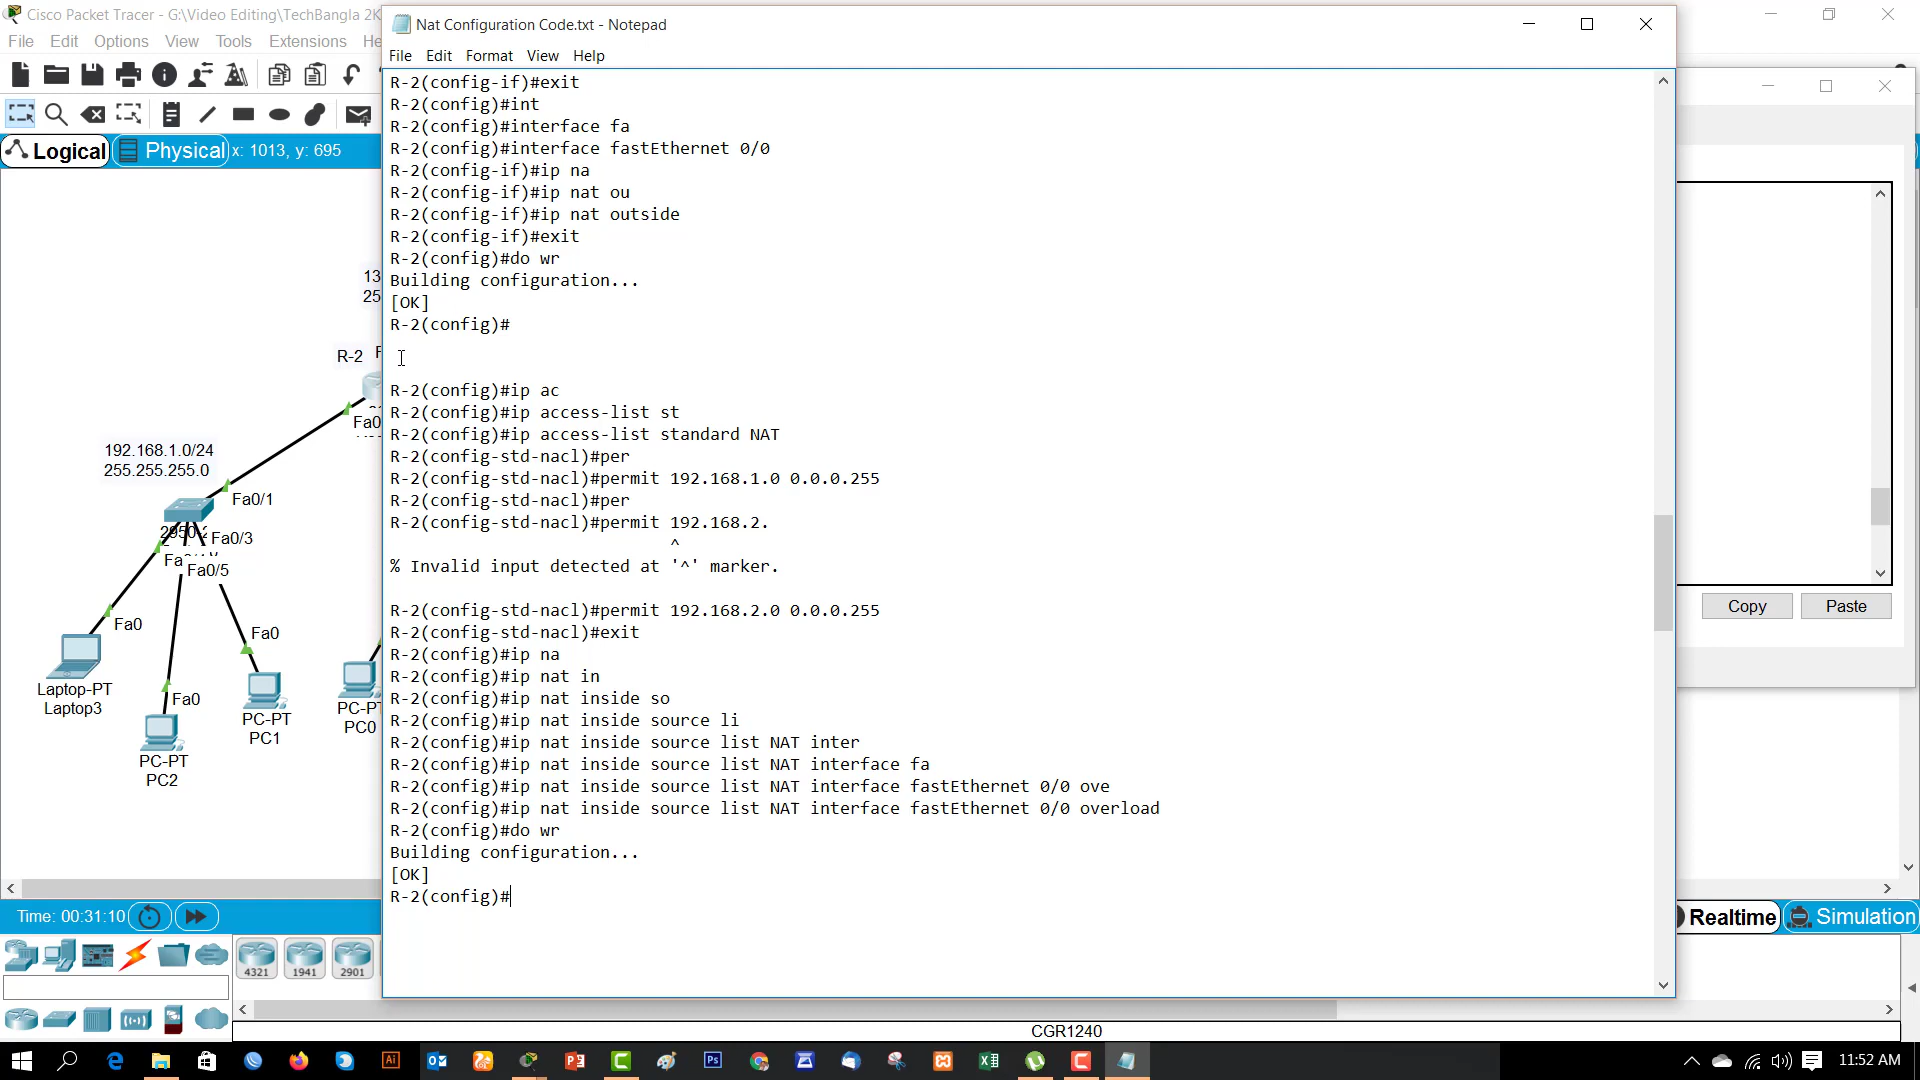 Cisco Packet Tracer - G:\Video Editing\TechBangla 2K
File Edit Options View Tools Extensions He
Logical
Physical
x: 1013, y: 695
Nat Configuration Code.txt - Notepad
File Edit Format View Help
R-2(config-if)#exit
R-2(config)#int
R-2(config)#interface fa
R-2(config)#interface fastEthernet 0/0
R-2(config-if)#ip na
R-2(config-if)#ip nat ou
R-2(config-if)#ip nat outside
R-2(config-if)#exit
R-2(config)#do wr
Building configuration...
[OK]
R-2(config)#
R-2(config)#ip ac
R-2(config)#ip access-list st
R-2(config)#ip access-list standard NAT
R-2(config-std-nacl)#per
R-2(config-std-nacl)#permit 192.168.1.0 0.0.0.255
R-2(config-std-nacl)#per
R-2(config-std-nacl)#permit 192.168.2.
^
% Invalid input detected at '^' marker.
R-2(config-std-nacl)#permit 192.168.2.0 0.0.0.255
R-2(config-std-nacl)#exit
R-2(config)#ip na
R-2(config)#ip nat in
R-2(config)#ip nat inside so
R-2(config)#ip nat inside source li
R-2(config)#ip nat inside source list NAT inter
R-2(config)#ip nat inside source list NAT interface fa
R-2(config)#ip nat inside source list NAT interface fastEthernet 0/0 ove
R-2(config)#ip nat inside source list NAT interface fastEthernet 0/0 overload
R-2(config)#do wr
Building configuration...
[OK]
R-2(config)#
13
25
R-2 F
Fa0
192.168.1.0/24
255.255.255.0
Fa0/1
Fa0/3
Fa0/5
Fa0
Laptop-PT
Laptop3
Fa0
PC-PT
PC2
Fa0
PC-PT
PC1
PC-PT
PC0
Copy
Paste
Time: 00:31:10
Realtime
Simulation
4321
1941
2901
CGR1240
11:52 AM